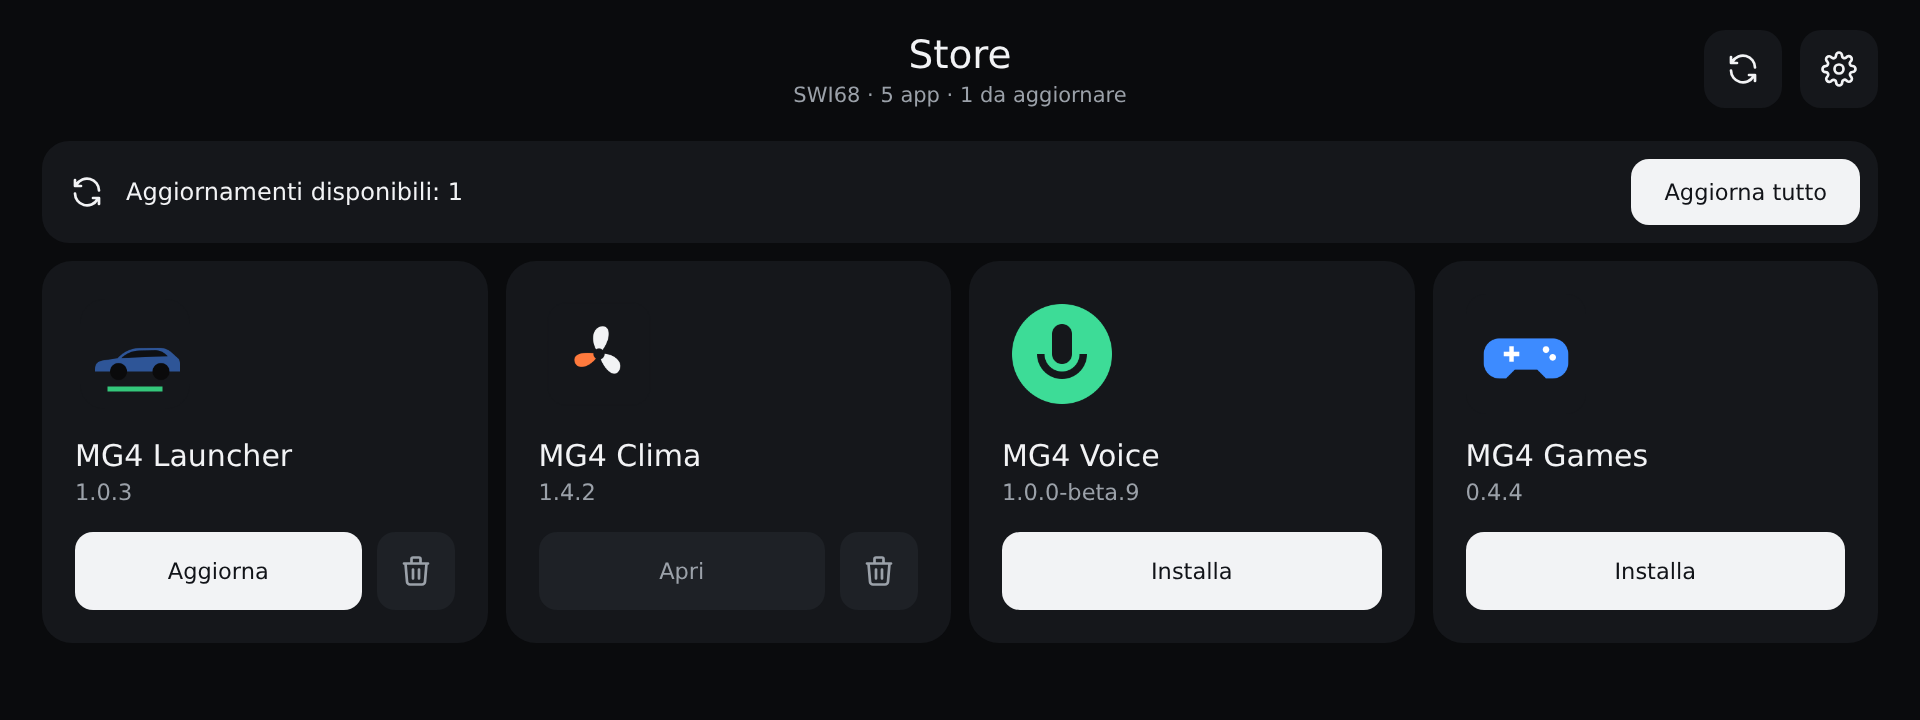 Store
SWI68 · 5 app · 1 da aggiornare
Aggiornamenti disponibili: 1
Aggiorna tutto
MG4 Launcher
1.0.3
Aggiorna
MG4 Clima
1.4.2
Apri
MG4 Voice
1.0.0-beta.9
Installa
MG4 Games
0.4.4
Installa